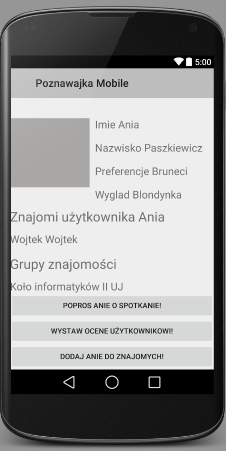 5:00
Poznawajka Mobile
Imie Ania
Nazwisko Paszkiewicz
Preferencje Bruneci
Wyglad Blondynka
Znajomi użytkownika Ania
Wojtek Wojtek
Grupy znajomości
Koło informatyków II UJ
POPROS ANIE O SPOTKANIE!
WYSTAW OCENE UŻYTKOWNIKOWI!
DODAJ ANIE DO ZNAJOMYCH!